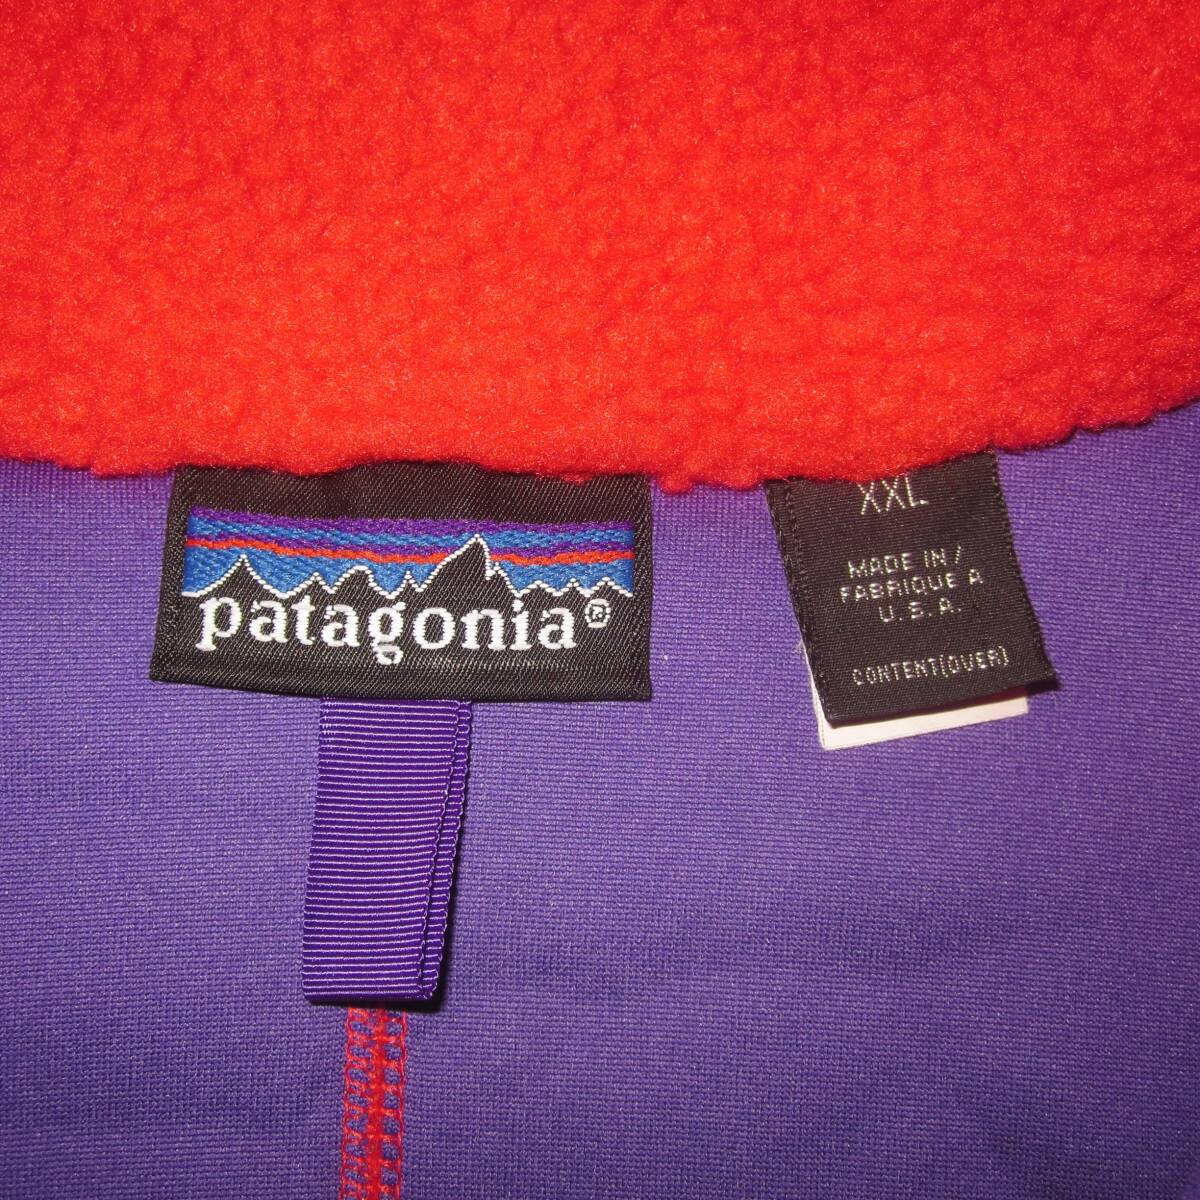 patagonia®
XXL
MADE IN/
FABRIQUE A
U.S.A.
CONTENT(OVER)